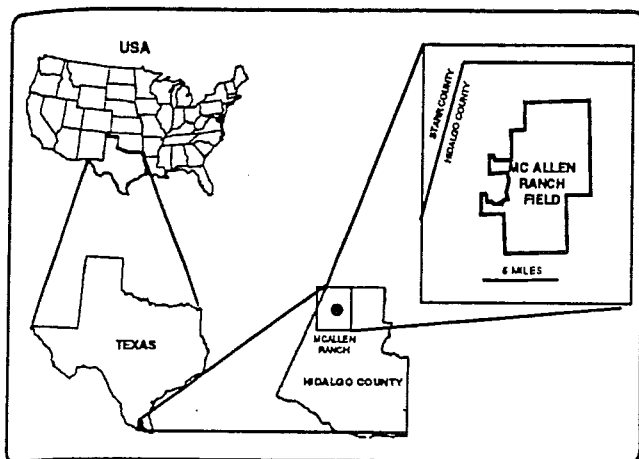 USA
STARR COUNTY
HIDALGO COUNTY
MC ALLEN
RANCH
FIELD
6 MILES
TEXAS
MCALLEN
RANCH
HIDALGO COUNTY